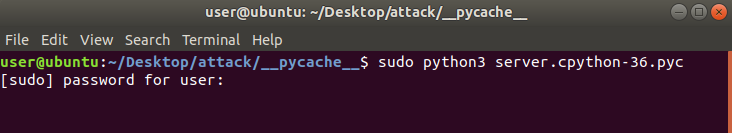 user@ubuntu: ~/Desktop/attack/__pycache__
File Edit View Search Terminal Help
user@ubuntu:~/Desktop/attack/__pycache__$ sudo python3 server.cpython-36.pyc
[sudo] password for user: